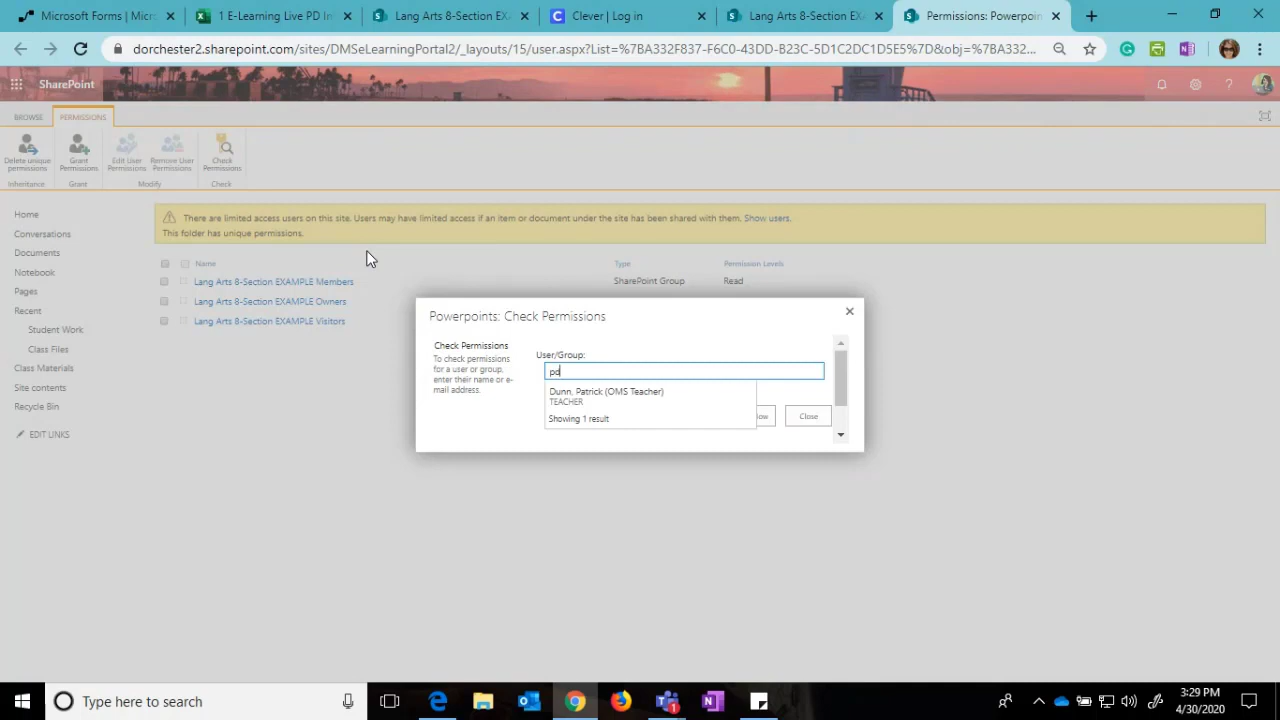 Microsoft Forms | Micr
1 E-Learning Live PD In
Lang Arts 8-Section EXAMPLE
Clever | Log in
Lang Arts 8-Section EXAMPLE
Permissions: Powerpoin
dorchester2.sharepoint.com/sites/DMSeLearningPortal2/_layouts/15/user.aspx?List=%7BA332F837-F6C0-43DD-B23C-5D1C2DC1D5E5%7D&obj=%7BA332...
SharePoint
BROWSE
PERMISSIONS
Delete unique permissions
Grant Permissions
Edit User Permissions
Remove User Permissions
Check Permissions
Inheritance
Grant
Modify
Check
There are limited access users on this site. Users may have limited access if an item or document under the site has been shared with them. Show users.
This folder has unique permissions.
Home
Conversations
Documents
Notebook
Pages
Recent
Student Work
Class Files
Class Materials
Site contents
Recycle Bin
EDIT LINKS
Name
Type
Permission Levels
Lang Arts 8-Section EXAMPLE Members
SharePoint Group
Read
Lang Arts 8-Section EXAMPLE Owners
Lang Arts 8-Section EXAMPLE Visitors
Powerpoints: Check Permissions
Check Permissions
To check permissions
for a user or group,
enter their name or e-
mail address.
User/Group:
pd
Dunn, Patrick (OMS Teacher)
TEACHER
Showing 1 result
ow
Close
Type here to search
1
3:29 PM
4/30/2020